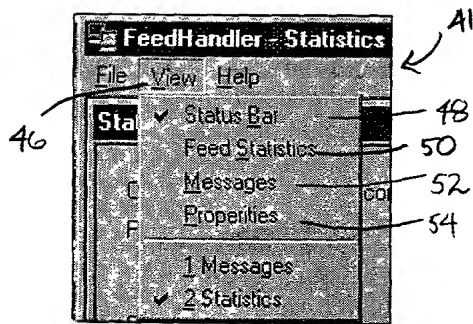 FeedHandler - Statistics
41
File View Help
46
Sta
Status Bar
48
Feed Statistics
50
Messages
52
Properties
54
1 Messages
2 Statistics